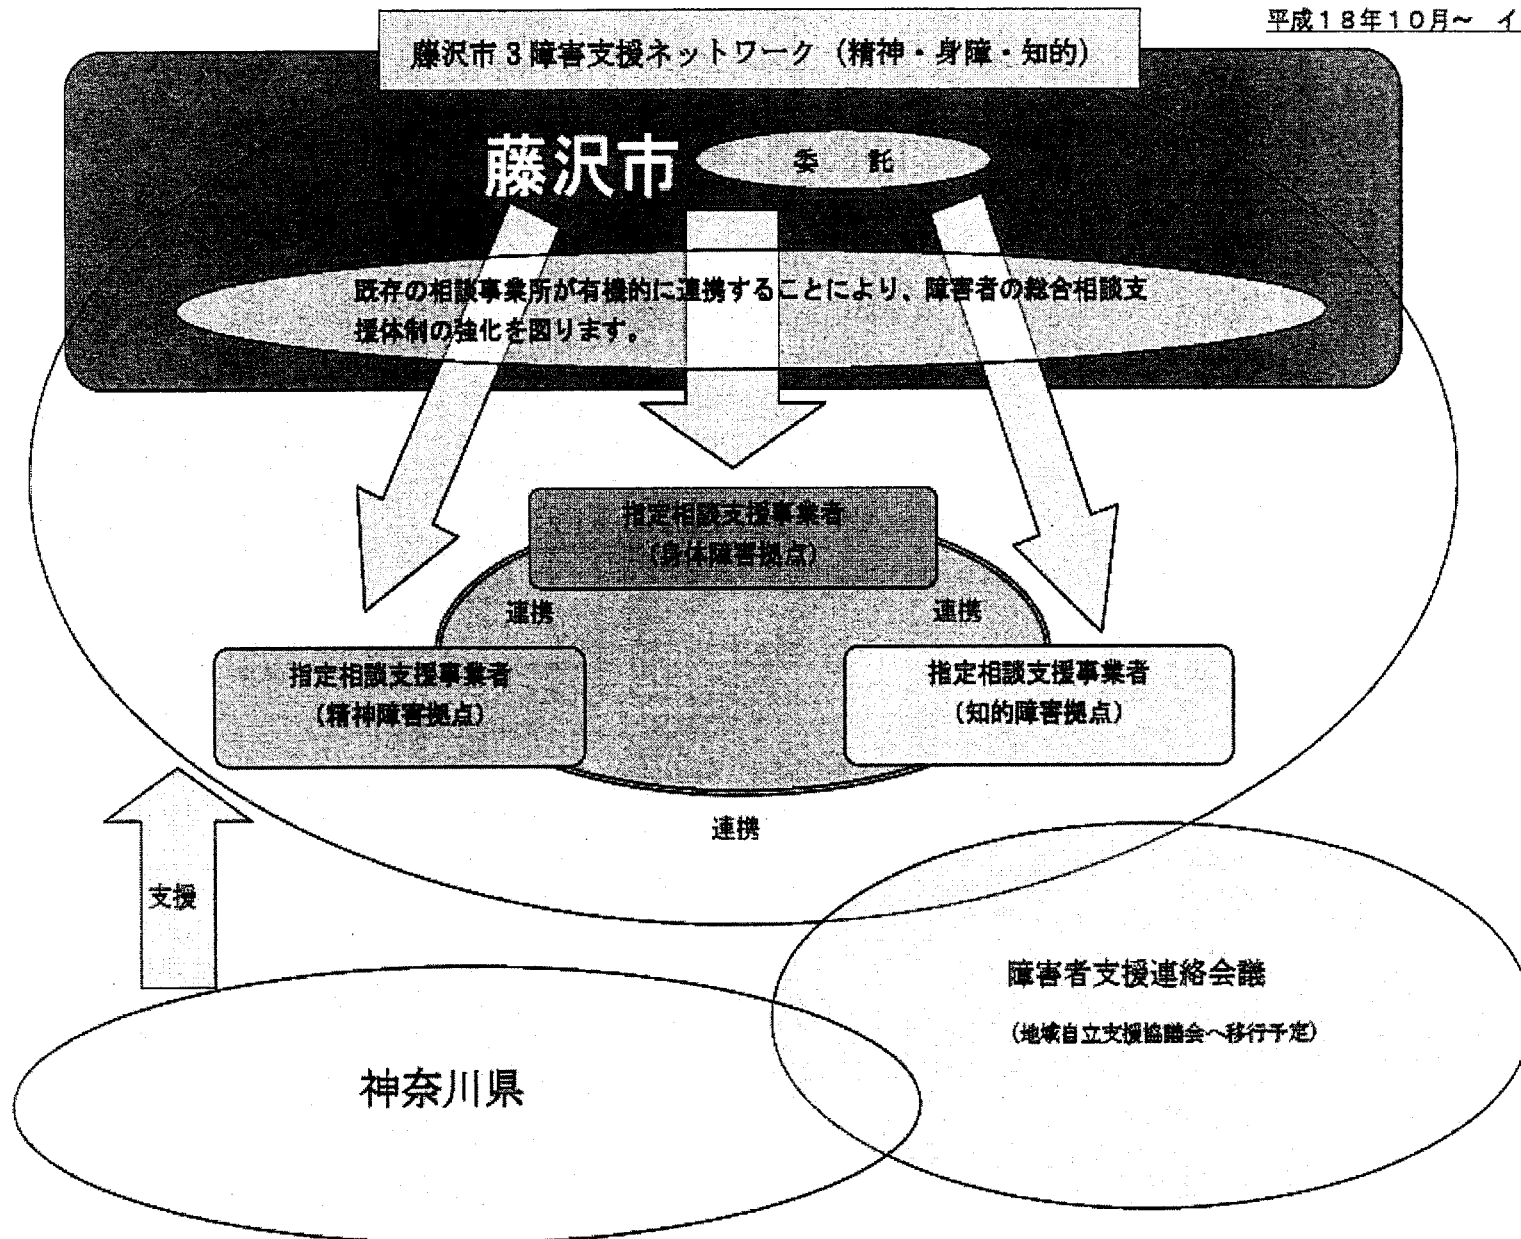 平成18年10月~ イ
藤沢市3障害支援ネットワーク（精神・身障・知的）
藤沢市
委 託
既存の相談事業所が有機的に連携することにより、障害者の総合相談支
援体制の強化を図ります。
指定相談支援事業者
（身体障害拠点）
連携
連携
指定相談支援事業者
（精神障害拠点）
指定相談支援事業者
（知的障害拠点）
連携
支援
障害者支援連絡会議
（地域自立支援協議会へ移行予定）
神奈川県